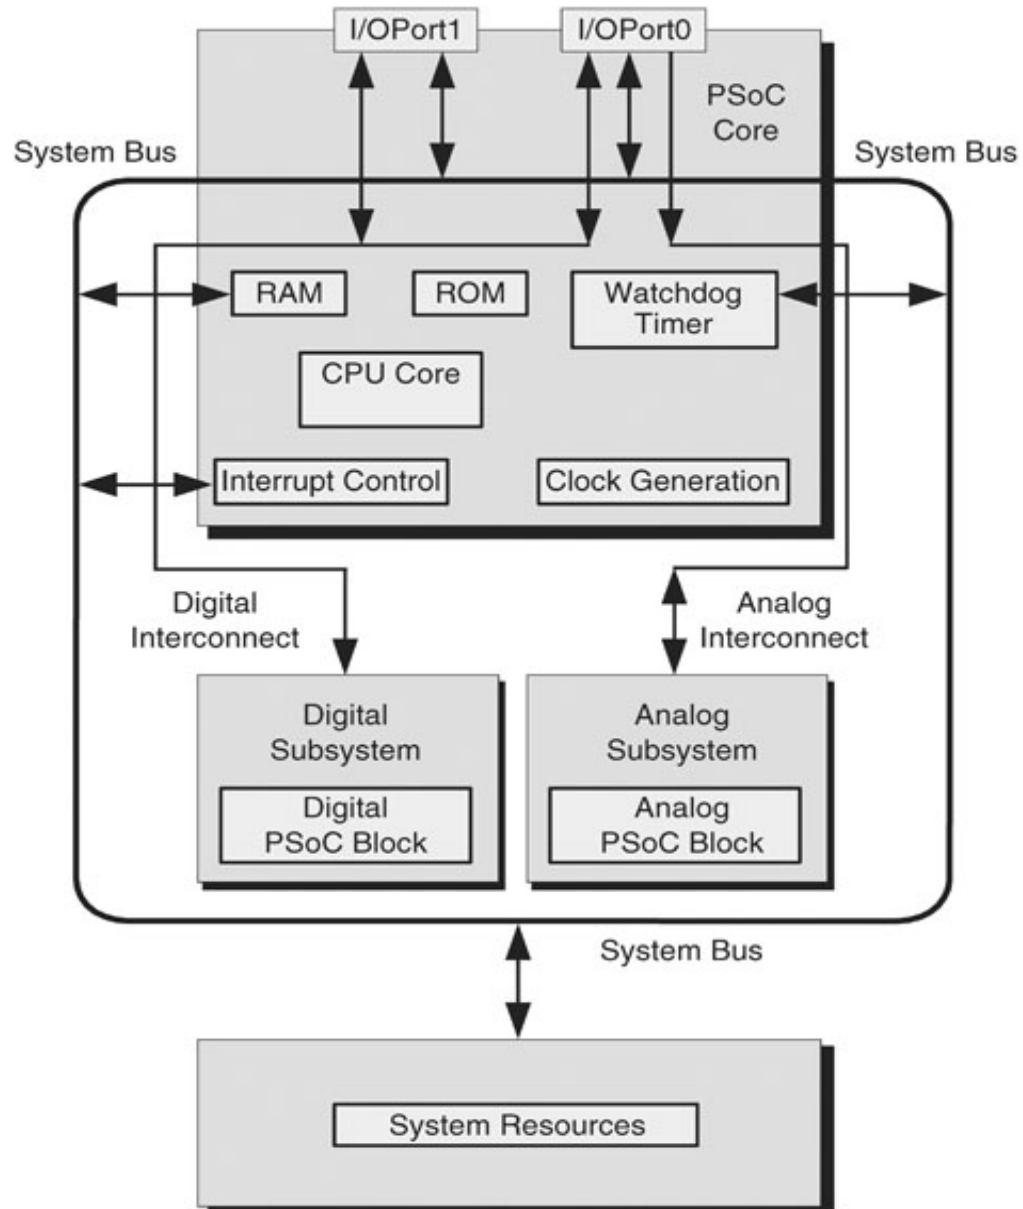 I/OPort1
I/OPort0
PSoC
Core
System Bus
System Bus
RAM
ROM
Watchdog
Timer
CPU Core
Interrupt Control
Clock Generation
Digital
Interconnect
Analog
Interconnect
Digital
Subsystem
Digital
PSoC Block
Analog
Subsystem
Analog
PSoC Block
System Bus
System Resources